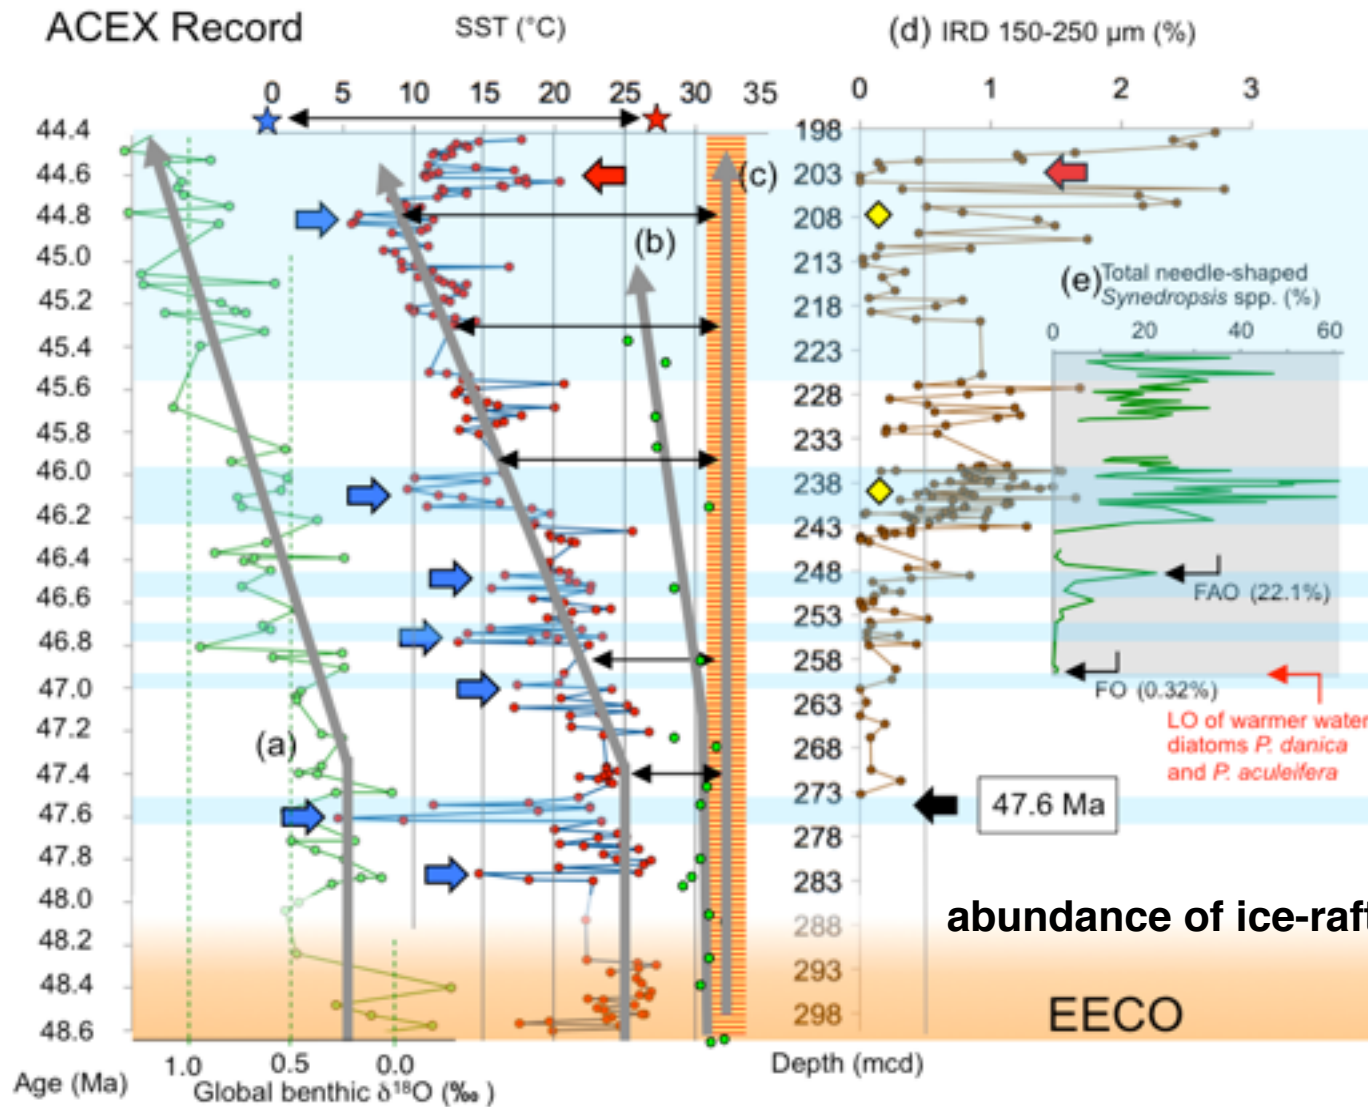 ACEX Record
SST (°C)
(d) IRD 150-250 µm (%)
0 5 10 15 20 25 30 35
0 1 2 3
44.4
44.6
44.8
45.0
45.2
45.4
45.6
45.8
46.0
46.2
46.4
46.6
46.8
47.0
47.2
47.4
47.6
47.8
48.0
48.2
48.4
48.6
(a)
(b)
(c)
198
203
208
213
218
223
228
233
238
243
248
253
258
263
268
273
278
283
288
293
298
(e) Total needle-shaped
Synedropsis spp. (%)
0 20 40 60
FAO (22.1%)
FO (0.32%)
LO of warmer water
diatoms P. danica
and P. aculeifera
47.6 Ma
abundance of ice-raft
EECO
1.0 0.5 0.0
Age (Ma)
Global benthic δ¹⁸O (‰)
Depth (mcd)